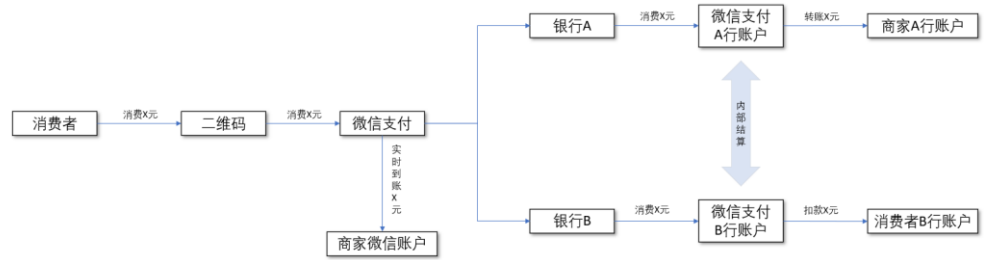 消费者
消费X元
二维码
消费X元
微信支付
实时到账X元
商家微信账户
银行A
消费X元
微信支付
A行账户
转账X元
商家A行账户
内部结算
银行B
消费X元
微信支付
B行账户
扣款X元
消费者B行账户